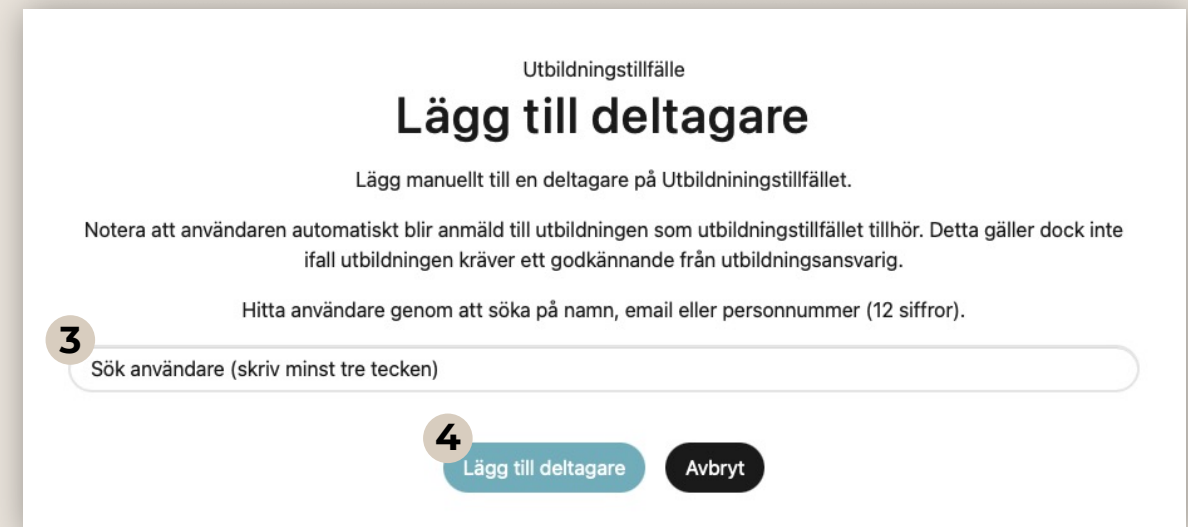 Utbildningstillfälle
Lägg till deltagare
Lägg manuellt till en deltagare på Utbildniningstillfället.
Notera att användaren automatiskt blir anmäld till utbildningen som utbildningstillfället tillhör. Detta gäller dock inte
ifall utbildningen kräver ett godkännande från utbildningsansvarig.
Hitta användare genom att söka på namn, email eller personnummer (12 siffror).
3
Sök användare (skriv minst tre tecken)
4
Lägg till deltagare Avbryt